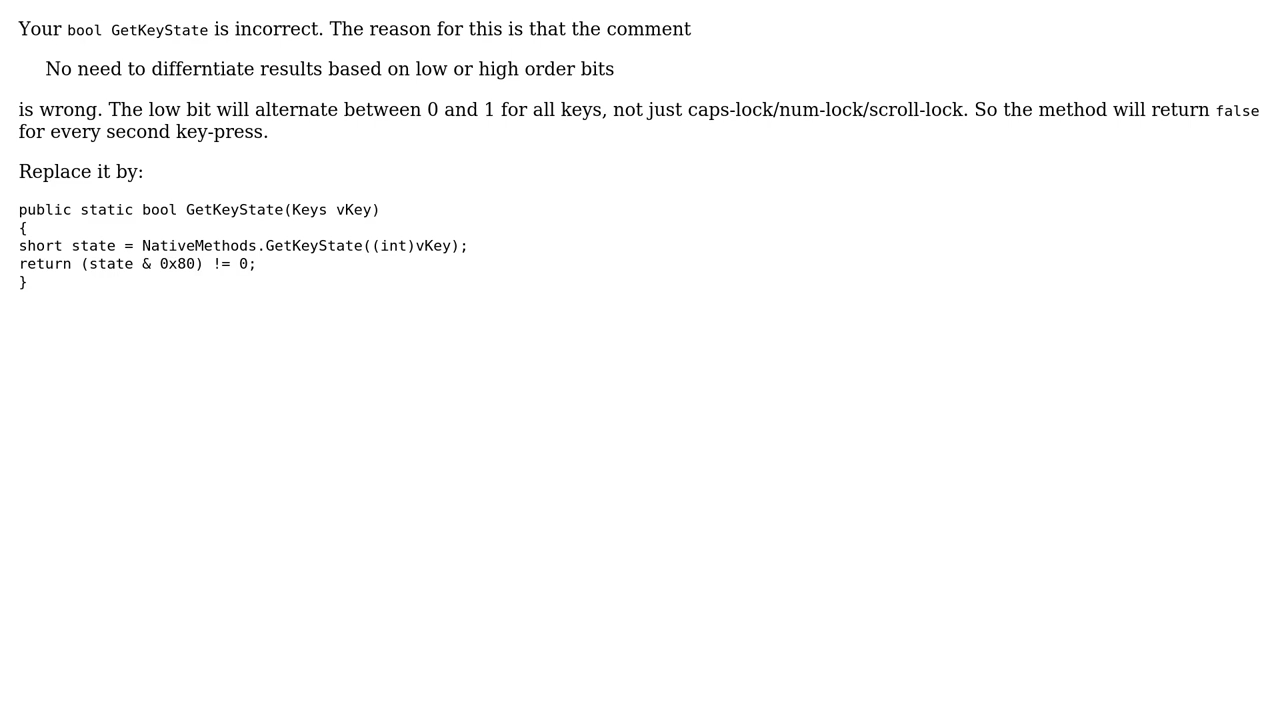 Your bool GetKeyState is incorrect. The reason for this is that the comment
No need to differntiate results based on low or high order bits
is wrong. The low bit will alternate between 0 and 1 for all keys, not just caps-lock/num-lock/scroll-lock. So the method will return false
for every second key-press.
Replace it by:
public static bool GetKeyState(Keys vKey)
{
short state = NativeMethods.GetKeyState((int)vKey);
return (state & 0x80) != 0;
}